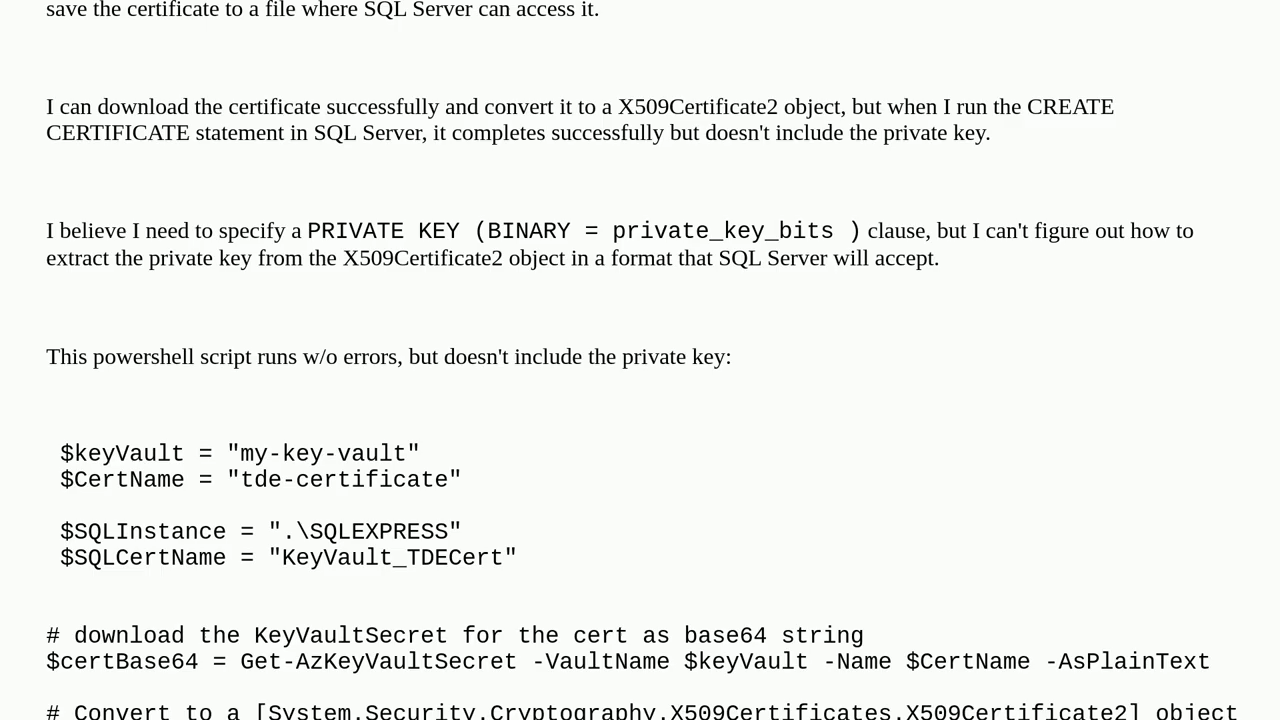 save the certificate to a file where SQL Server can access it.
I can download the certificate successfully and convert it to a X509Certificate2 object, but when I run the CREATE
CERTIFICATE statement in SQL Server, it completes successfully but doesn't include the private key.
I believe I need to specify a PRIVATE KEY (BINARY = private_key_bits ) clause, but I can't figure out how to
extract the private key from the X509Certificate2 object in a format that SQL Server will accept.
This powershell script runs w/o errors, but doesn't include the private key:
$keyVault = "my-key-vault"
$CertName = "tde-certificate"
$SQLInstance = ".\SQLEXPRESS"
$SQLCertName = "KeyVault_TDECert"
# download the KeyVaultSecret for the cert as base64 string
$certBase64 = Get-AzKeyVaultSecret -VaultName $keyVault -Name $CertName -AsPlainText
# Convert to a [System.Security.Cryptography.X509Certificates.X509Certificate2] object